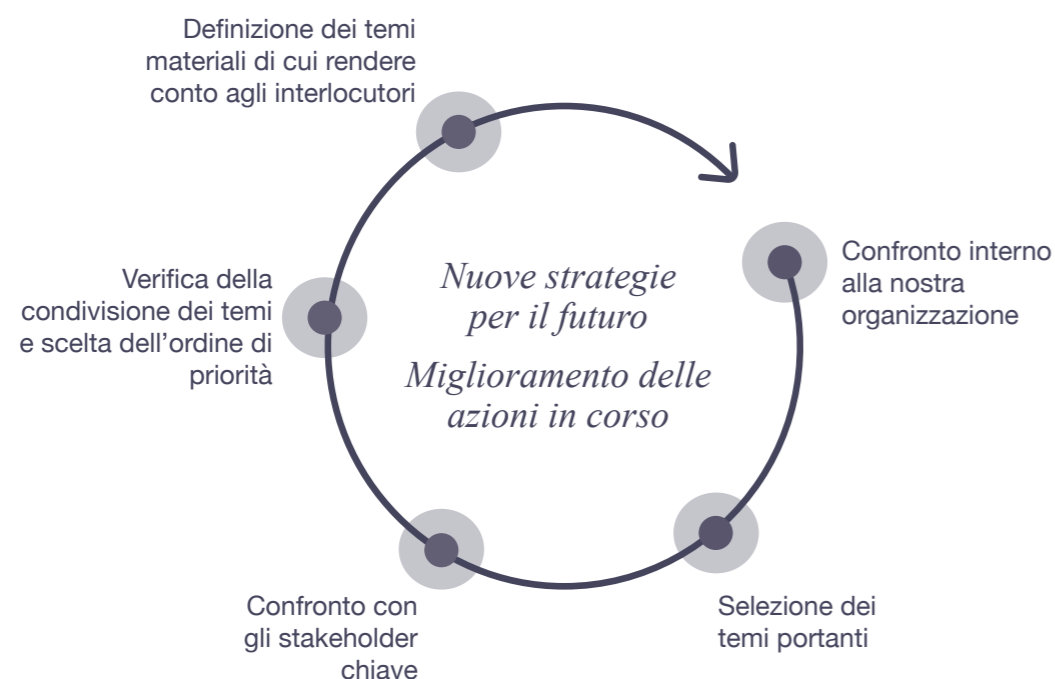 Definizione dei temi
materiali di cui rendere
conto agli interlocutori
Confronto interno
alla nostra
organizzazione
Verifica della
condivisione dei temi
e scelta dell’ordine di
priorità
Nuove strategie
per il futuro
Miglioramento delle
azioni in corso
Confronto con
gli stakeholder
chiave
Selezione dei
temi portanti